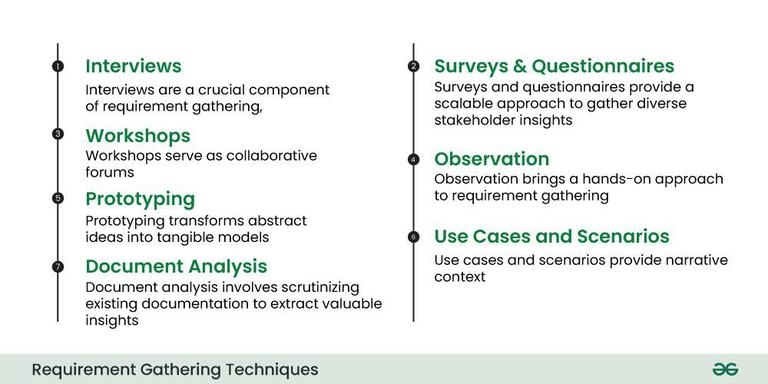 1
Interviews
Interviews are a crucial component
of requirement gathering,
2
Surveys & Questionnaires
Surveys and questionnaires provide a
scalable approach to gather diverse
stakeholder insights
3
Workshops
Workshops serve as collaborative
forums
4
Observation
Observation brings a hands-on approach
to requirement gathering
5
Prototyping
Prototyping transforms abstract
ideas into tangible models
6
Use Cases and Scenarios
Use cases and scenarios provide narrative
context
7
Document Analysis
Document analysis involves scrutinizing
existing documentation to extract valuable
insights
Requirement Gathering Techniques